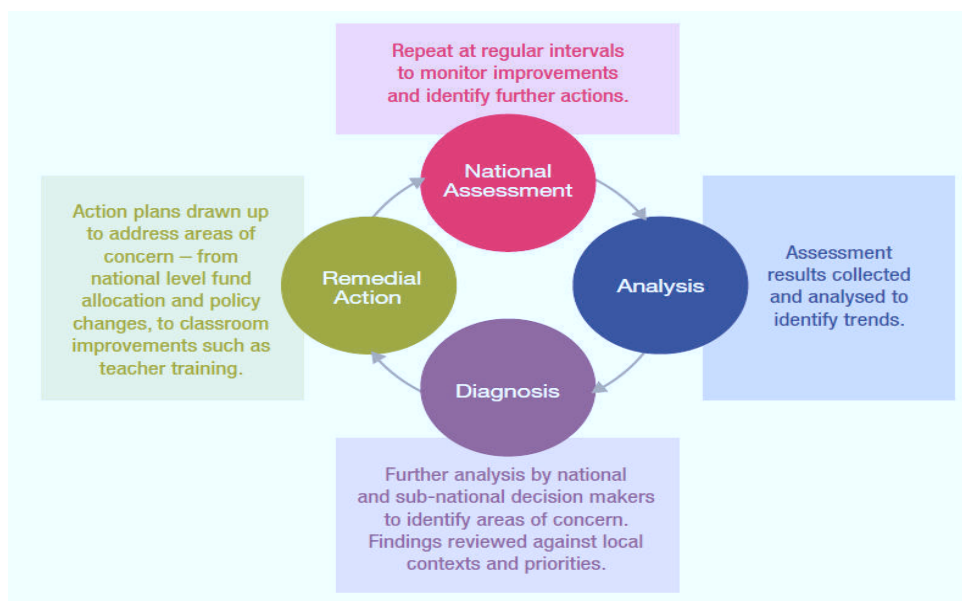 Repeat at regular intervals
to monitor improvements
and identify further actions.
National
Assessment
Analysis
Assessment
results collected
and analysed to
identify trends.
Diagnosis
Further analysis by national
and sub-national decision makers
to identify areas of concern.
Findings reviewed against local
contexts and priorities.
Remedial
Action
Action plans drawn up
to address areas of
concern – from
national level fund
allocation and policy
changes, to classroom
improvements such as
teacher training.